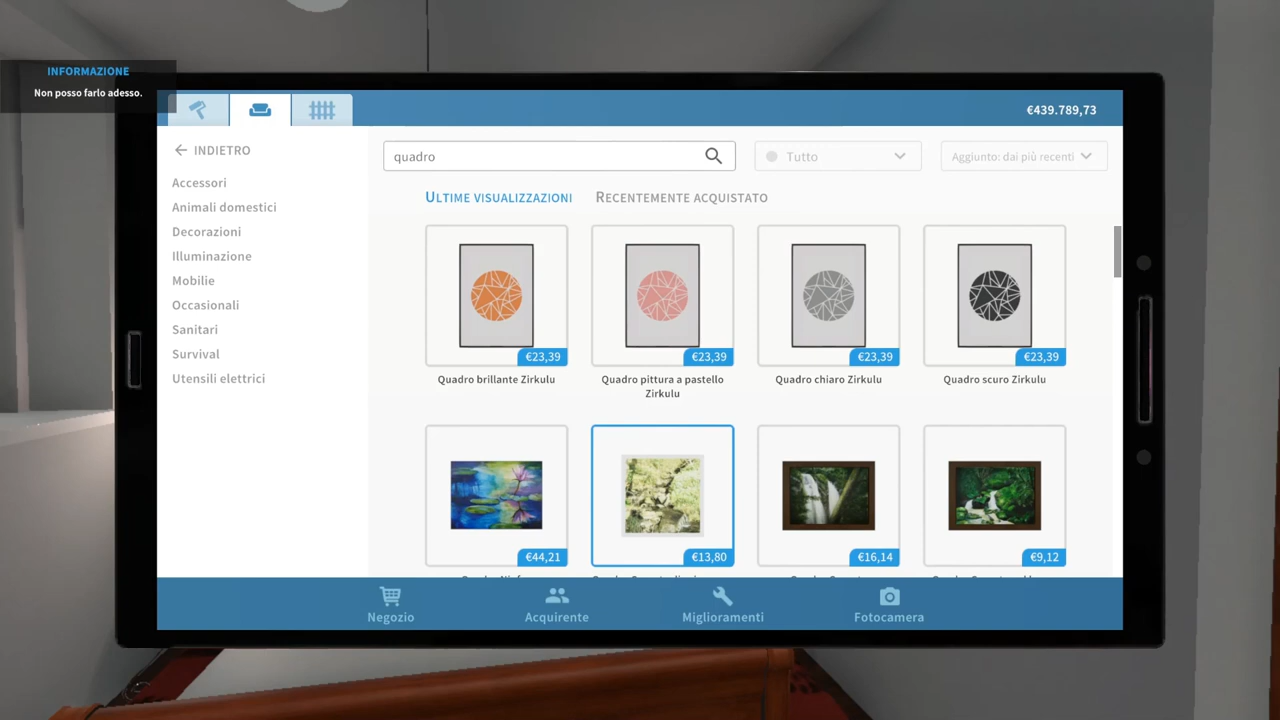 INFORMAZIONE
Non posso farlo adesso.
€439.789,73
INDIETRO
quadro
Tutto
Aggiunto: dai più recenti
Accessori
Animali domestici
Decorazioni
Illuminazione
Mobilie
Occasionali
Sanitari
Survival
Utensili elettrici
ULTIME VISUALIZZAZIONI
RECENTEMENTE ACQUISTATO
€23,39
€23,39
€23,39
€23,39
Quadro brillante Zirkulu
Quadro pittura a pastello
Zirkulu
Quadro chiaro Zirkulu
Quadro scuro Zirkulu
€44,21
€13,80
€16,14
€9,12
Negozio
Acquirente
Miglioramenti
Fotocamera